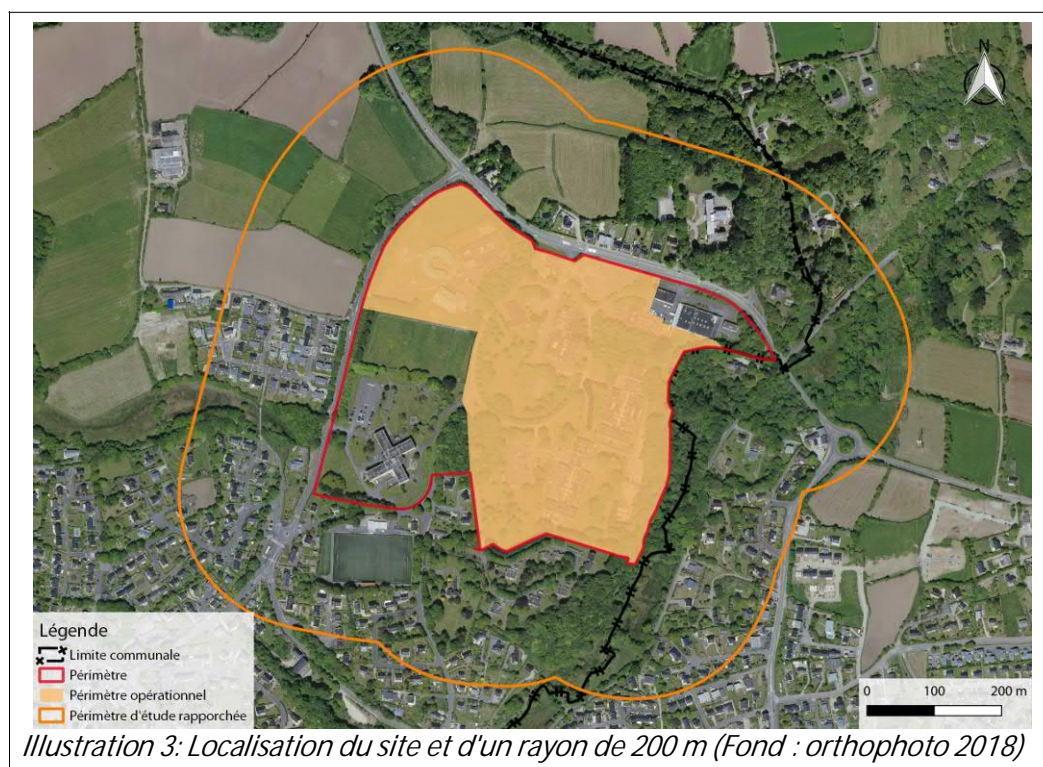 N
Légende
Limite communale
Périmètre
Périmètre opérationnel
Périmètre d'étude rapporchée
0 100 200 m
Illustration 3: Localisation du site et d'un rayon de 200 m (Fond : orthophoto 2018)